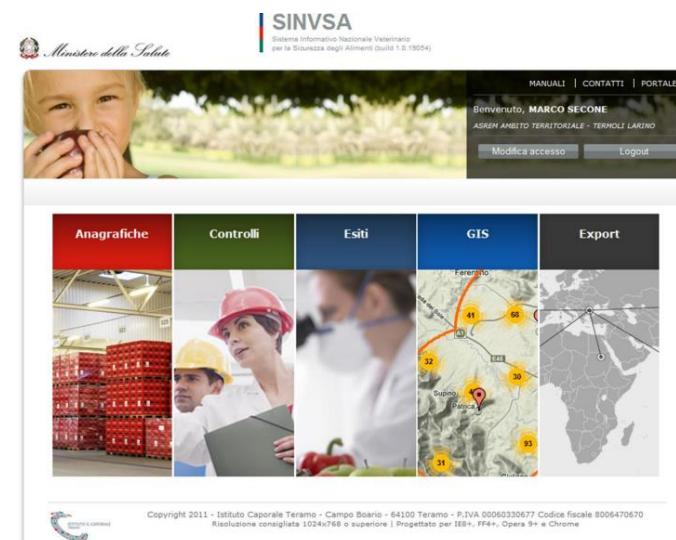 SINVSA
Sistema Informativo Nazionale Veterinario
per la Sicurezza degli Alimenti (build 1.0.15054)
Ministero della Salute
MANUALI | CONTATTI | PORTALE
Benvenuto, MARCO SECONE
ASREM AMBITO TERRITORIALE - TERMOLI LARINO
Modifica accesso Logout
Anagrafiche Controlli Esiti GIS Export
Ferentino
41 68
E45
32
30
Supino
Patrica
93
31
Copyright 2011 - Istituto Caporale Teramo - Campo Boario - 64100 Teramo - P.IVA 00060330677 Codice fiscale 8006470670
Risoluzione consigliata 1024x768 o superiore | Progettato per IE8+, FF4+, Opera 9+ e Chrome